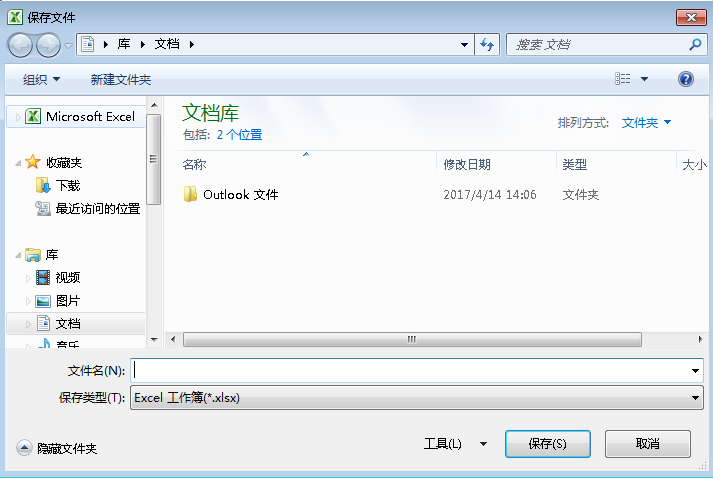 保存文件
库 文档 搜索 文档
组织 新建文件夹
Microsoft Excel
收藏夹
下载
最近访问的位置
库
视频
图片
文档
音乐
文档库
包括: 2 个位置
排列方式: 文件夹
名称 修改日期 类型 大小
Outlook 文件 2017/4/14 14:06 文件夹
文件名(N):
保存类型(T): Excel 工作簿(*.xlsx)
隐藏文件夹 工具(L) 保存(S) 取消